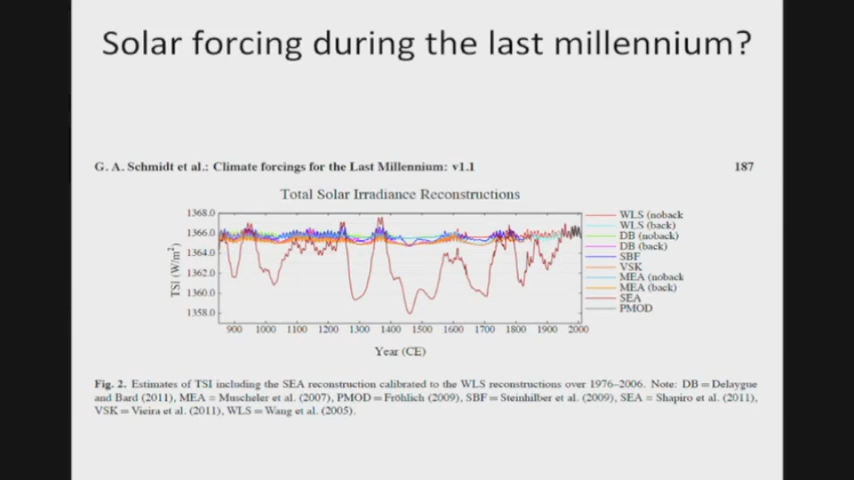 Solar forcing during the last millennium?
G. A. Schmidt et al.: Climate forcings for the Last Millennium: v1.1 187
Total Solar Irradiance Reconstructions
1368.0
1366.0
1364.0
1362.0
1360.0
1358.0
TSI (W/m²)
900 1000 1100 1200 1300 1400 1500 1600 1700 1800 1900 2000
Year (CE)
WLS (noback
WLS (back)
DB (noback)
DB (back)
SBF
VSK
MEA (noback
MEA (back)
SEA
PMOD
Fig. 2. Estimates of TSI including the SEA reconstruction calibrated to the WLS reconstructions over 1976–2006. Note: DB = Delaygue
and Bard (2011), MEA = Muscheler et al. (2007), PMOD = Fröhlich (2009), SBF = Steinhilber et al. (2009), SEA = Shapiro et al. (2011),
VSK = Vieira et al. (2011), WLS = Wang et al. (2005).